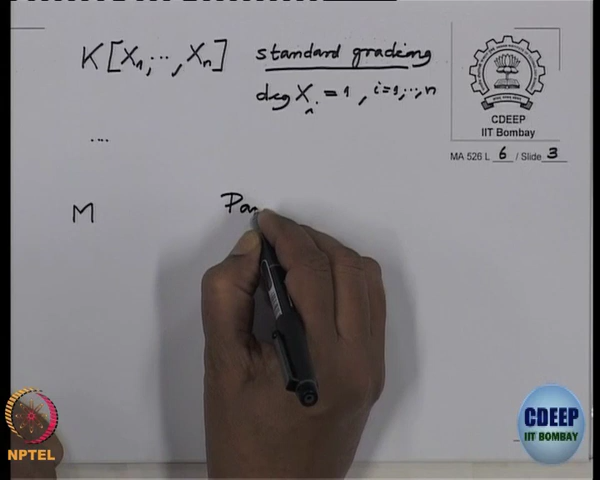 K[X₁,··,Xₙ] standard grading
deg Xᵢ = 1, i=1,··,n
....
M Pa
CDEEP
IIT Bombay
MA 526 L 6 / Slide 3
NPTEL
CDEEP
IIT BOMBAY